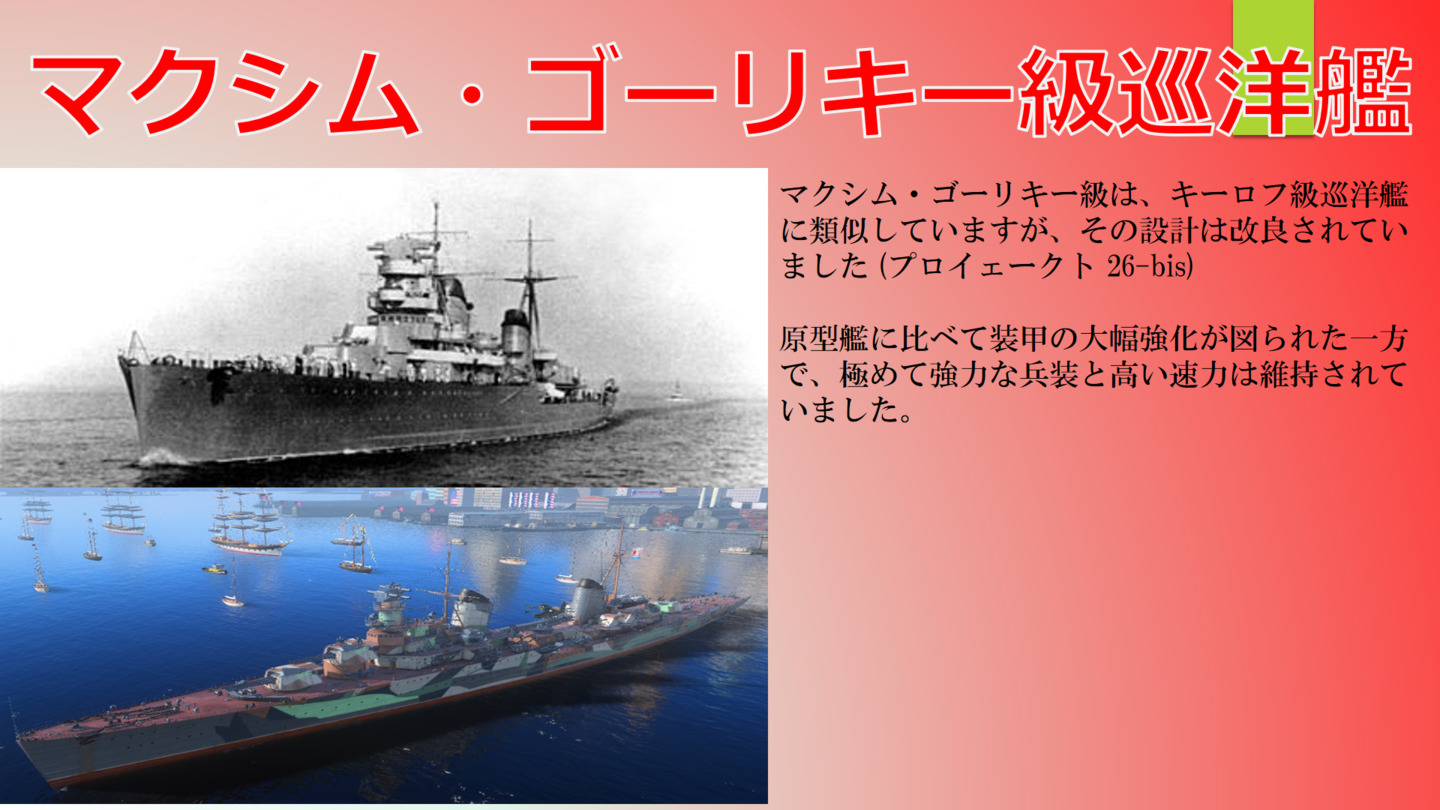 マクシム・ゴーリキー級巡洋艦
マクシム・ゴーリキー級は、キーロフ級巡洋艦
に類似していますが、その設計は改良されてい
ました (プロイェークト 26-bis)
原型艦に比べて装甲の大幅強化が図られた一方
で、極めて強力な兵装と高い速力は維持されて
いました。